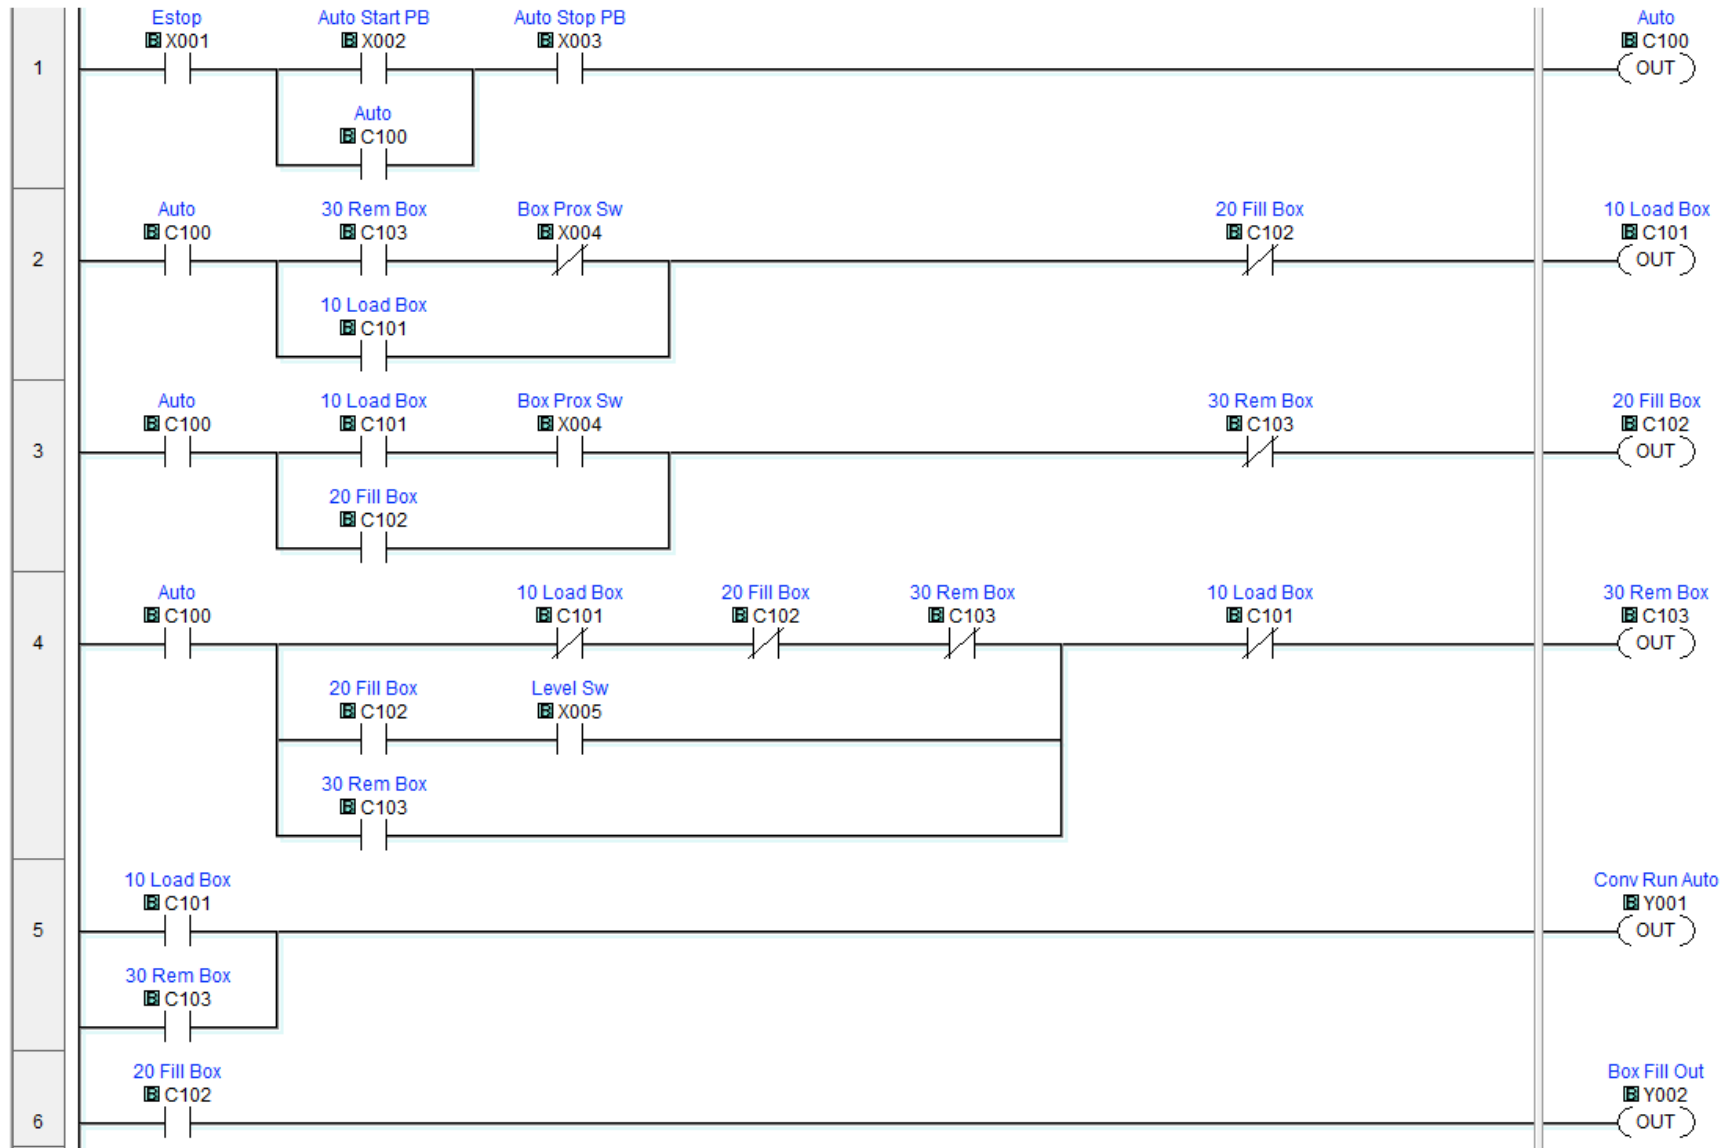 Estop Auto Start PB Auto Stop PB Auto
X001 X002 X003 C100
1 OUT
Auto
C100
Auto 30 Rem Box Box Prox Sw 20 Fill Box 10 Load Box
C100 C103 X004 C102 C101
2 OUT
10 Load Box
C101
Auto 10 Load Box Box Prox Sw 30 Rem Box 20 Fill Box
C100 C101 X004 C103 C102
3 OUT
20 Fill Box
C102
Auto 10 Load Box 20 Fill Box 30 Rem Box 10 Load Box 30 Rem Box
C100 C101 C102 C103 C101 C103
4 OUT
20 Fill Box Level Sw
C102 X005
30 Rem Box
C103
10 Load Box Conv Run Auto
C101 Y001
5 OUT
30 Rem Box
C103
20 Fill Box Box Fill Out
C102 Y002
6 OUT